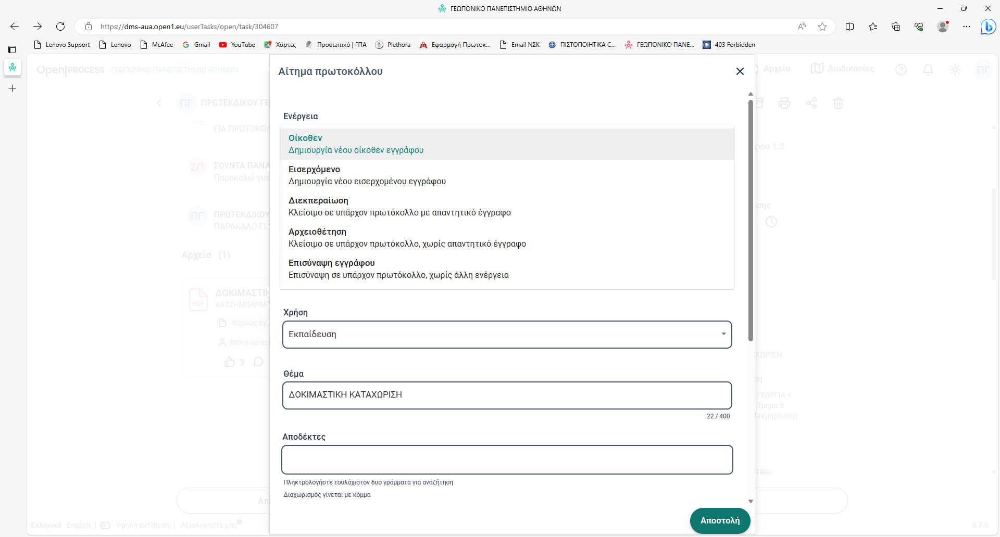 ΓΕΩΠΟΝΙΚΟ ΠΑΝΕΠΙΣΤΗΜΙΟ ΑΘΗΝΩΝ
https://dms-aua.open1.eu/userTasks/open/task/304607
Lenovo Support
Lenovo
McAfee
Gmail
YouTube
Χάρτες
Προσωπικό | ΓΠΑ
Plethora
Εφαρμογή Πρωτοκ...
Email ΝΣΚ
ΠΙΣΤΟΠΟΙΗΤΙΚΑ C...
ΓΕΩΠΟΝΙΚΟ ΠΑΝΕ...
403 Forbidden
Open|PROCESS ΓΕΩΠΟΝΙΚΟ ΠΑΝΕΠΙΣΤΗΜΙΟ ΑΘΗΝΩΝ
Αρχεία
Διαδικασίες
ΠΓ
Αίτημα πρωτοκόλλου
ΠΓ ΠΡΩΤΕΚΔΙΚΟΥ ΓΕ
ΓΙΑ ΠΡΩΤΟΚΟΛ
ΣΠ ΣΟΥΝΤΑ ΠΑΝΑ
Παρακαλώ για
ΠΓ ΠΡΩΤΕΚΔΙΚΟΥ
ΠΑΡΑΚΑΛΩ ΓΙΑ
Αρχεία (1)
PDF
ΔΟΚΙΜΑΣΤΙΚ
ΧΑΤΖΗΜΠΑΡΜΠ
Κυρίως έγγ
Μόνο σε αυ
3
Ενέργεια
Οίκοθεν
Δημιουργία νέου οίκοθεν εγγράφου
Εισερχόμενο
Δημιουργία νέου εισερχομένου εγγράφου
Διεκπεραίωση
Κλείσιμο σε υπάρχον πρωτόκολλο με απαντητικό έγγραφο
Αρχειοθέτηση
Κλείσιμο σε υπάρχον πρωτόκολλο, χωρίς απαντητικό έγγραφο
Επισύναψη εγγράφου
Επισύναψη σε υπάρχον πρωτόκολλο, χωρίς άλλη ενέργεια
Χρήση
Εκπαίδευση
Θέμα
ΔΟΚΙΜΑΣΤΙΚΗ ΚΑΤΑΧΩΡΙΣΗ
22 / 400
Αποδέκτες
Πληκτρολογήστε τουλάχιστον δυο γράμματα για αναζήτηση
Διαχωρισμός γίνεται με κόμμα
Αποστολή
φου 1.2
εσης
ΧΩΡΙΣΗ
ση
ΓΕΩΡΓΙΑ <
Τμήμα Β
Τεκμηρίωσης
ΤΙΚΟ
Απ
Ελληνικά English | Υψηλή αντίθεση | Αξιολογήστε μας
6.7.6